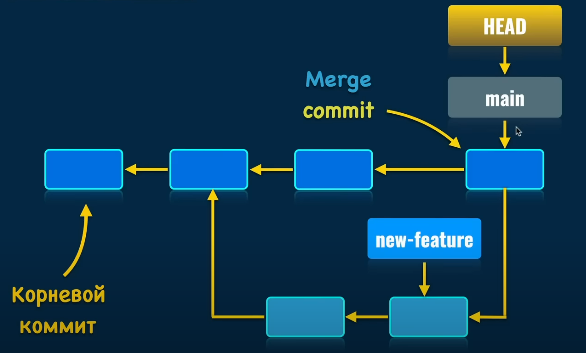 HEAD
Merge
commit
main
new-feature
Корневой
коммит